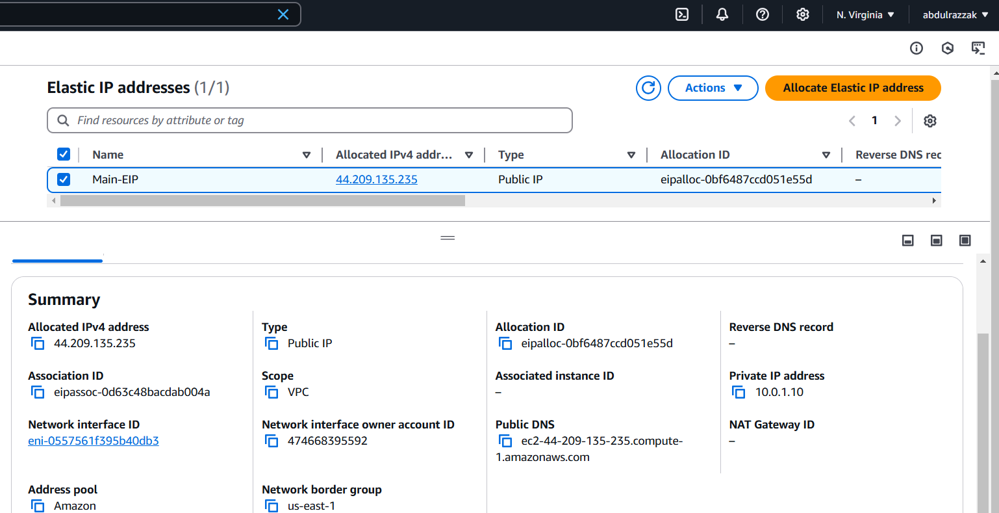 N. Virginia
abdulrazzak
Elastic IP addresses (1/1)
Actions
Allocate Elastic IP address
Find resources by attribute or tag
1
Name
Allocated IPv4 addr...
Type
Allocation ID
Reverse DNS rec
Main-EIP
44.209.135.235
Public IP
eipalloc-0bf6487ccd051e55d
–
Summary
Allocated IPv4 address
44.209.135.235
Type
Public IP
Allocation ID
eipalloc-0bf6487ccd051e55d
Reverse DNS record
–
Association ID
eipassoc-0d63c48bacdab004a
Scope
VPC
Associated instance ID
–
Private IP address
10.0.1.10
Network interface ID
eni-0557561f395b40db3
Network interface owner account ID
474668395592
Public DNS
ec2-44-209-135-235.compute-
1.amazonaws.com
NAT Gateway ID
–
Address pool
Amazon
Network border group
us-east-1